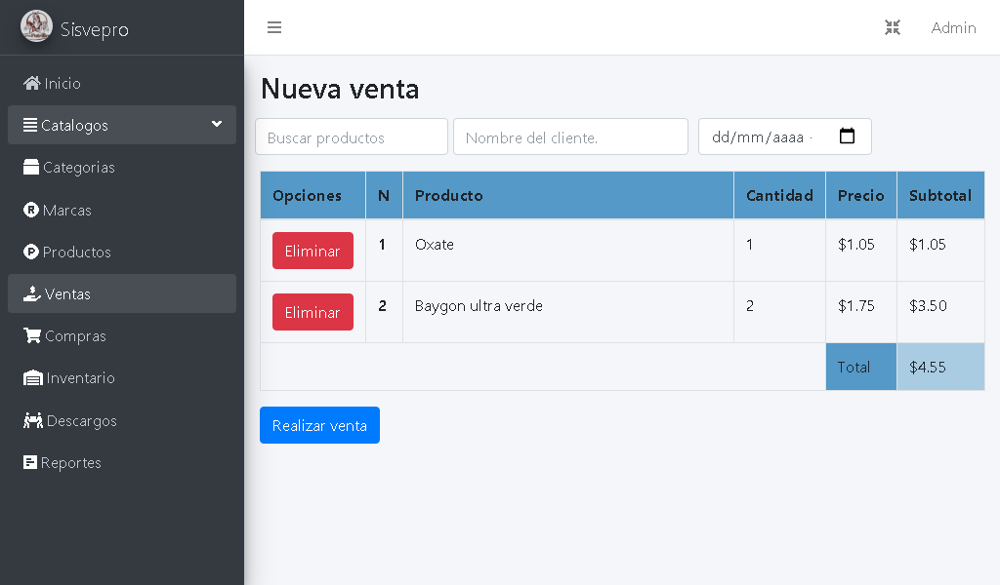 Sisvepro
Admin
Inicio
Catalogos
Categorias
Marcas
Productos
Ventas
Compras
Inventario
Descargos
Reportes
Nueva venta
Buscar productos Nombre del cliente. dd/mm/aaaa
Opciones N Producto Cantidad Precio Subtotal
Eliminar 1 Oxate 1 $1.05 $1.05
Eliminar 2 Baygon ultra verde 2 $1.75 $3.50
Total $4.55
Realizar venta